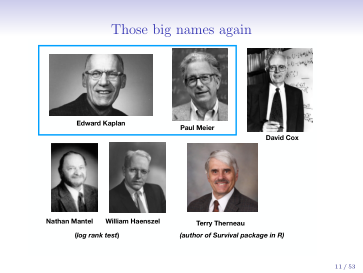 Those big names again
Edward Kaplan
Paul Meier
David Cox
Nathan Mantel
William Haenszel
Terry Therneau
(log rank test)
(author of Survival package in R)
11 / 53